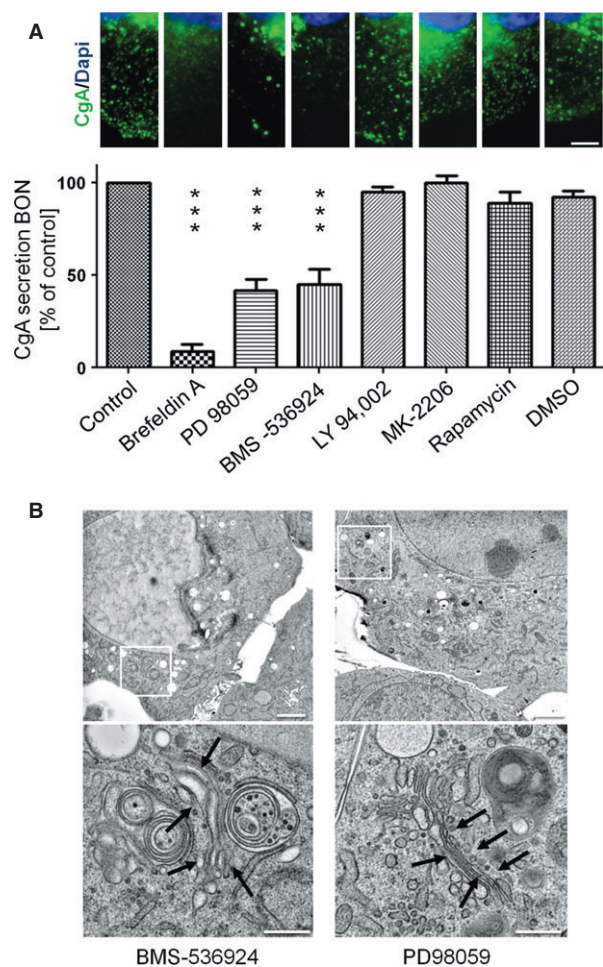 A
CgA/Dapi
CgA secretion BON
[% of control]
100
50
0
***
***
***
Control
Brefeldin A
PD 98059
BMS -536924
LY 94,002
MK-2206
Rapamycin
DMSO
B
BMS-536924
PD98059